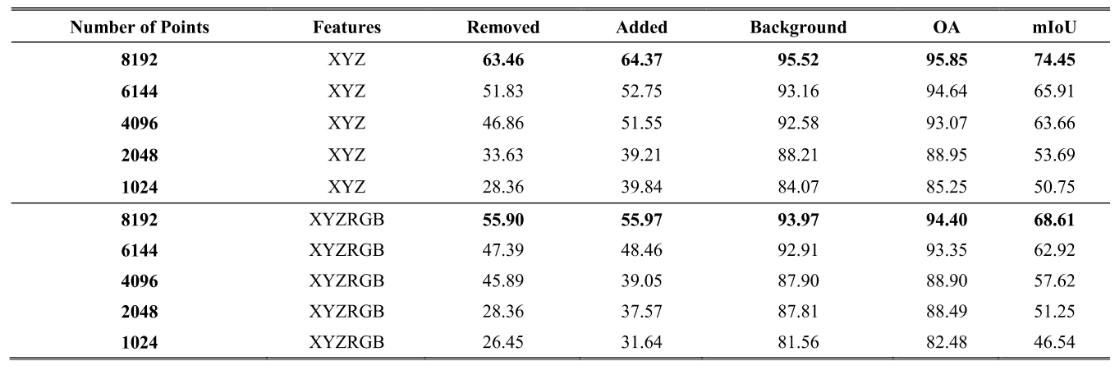 Number of Points Features Removed Added Background OA mIoU
8192 XYZ 63.46 64.37 95.52 95.85 74.45
6144 XYZ 51.83 52.75 93.16 94.64 65.91
4096 XYZ 46.86 51.55 92.58 93.07 63.66
2048 XYZ 33.63 39.21 88.21 88.95 53.69
1024 XYZ 28.36 39.84 84.07 85.25 50.75
8192 XYZRGB 55.90 55.97 93.97 94.40 68.61
6144 XYZRGB 47.39 48.46 92.91 93.35 62.92
4096 XYZRGB 45.89 39.05 87.90 88.90 57.62
2048 XYZRGB 28.36 37.57 87.81 88.49 51.25
1024 XYZRGB 26.45 31.64 81.56 82.48 46.54